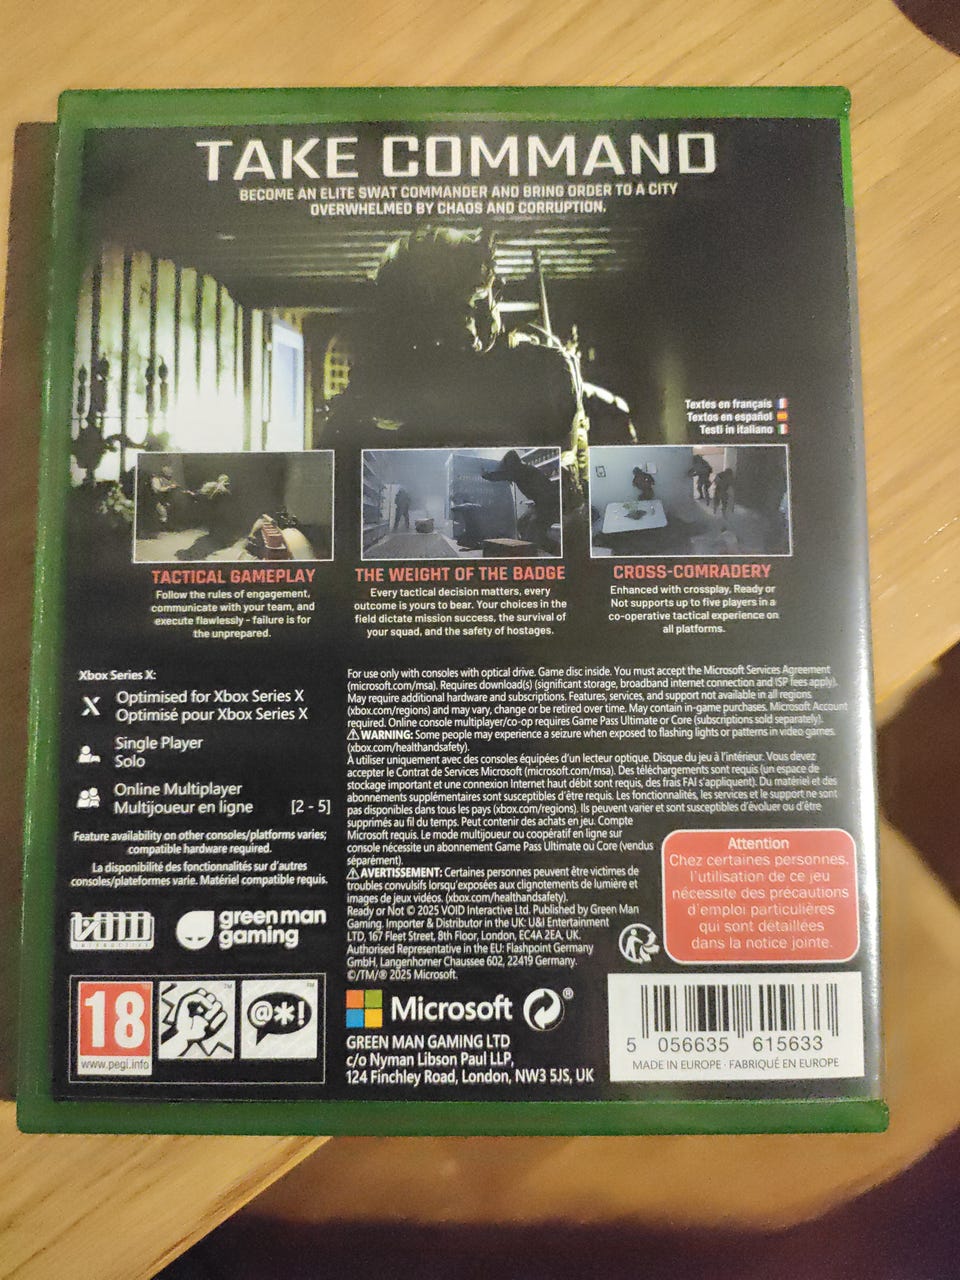 TAKE COMMAND
BECOME AN ELITE SWAT COMMANDER AND BRING ORDER TO A CITY
OVERWHELMED BY CHAOS AND CORRUPTION.
Textes en français
Textos en español
Testi in italiano
TACTICAL GAMEPLAY
Follow the rules of engagement,
communicate with your team, and
execute flawlessly - failure is for
the unprepared.
THE WEIGHT OF THE BADGE
Every tactical decision matters, every
outcome is yours to bear. Your choices in the
field dictate mission success, the survival of
your squad, and the safety of hostages.
CROSS-COMRADERY
Enhanced with crossplay, Ready or
Not supports up to five players in a
co-operative tactical experience on
all platforms.
Xbox Series X:
X
Optimised for Xbox Series X
Optimisé pour Xbox Series X
Single Player
Solo
Online Multiplayer
Multijoueur en ligne [2 - 5]
Feature availability on other consoles/platforms varies;
compatible hardware required.
La disponibilité des fonctionnalités sur d'autres
consoles/plateformes varie. Matériel compatible requis.
VOID
INTERACTIVE
green man
gaming
For use only with consoles with optical drive. Game disc inside. You must accept the Microsoft Services Agreement
(microsoft.com/msa). Requires download(s) (significant storage, broadband internet connection and ISP fees apply).
May require additional hardware and subscriptions. Features, services, and support not available in all regions
(xbox.com/regions) and may vary, change or be retired over time. May contain in-game purchases. Microsoft Account
required. Online console multiplayer/co-op requires Game Pass Ultimate or Core (subscriptions sold separately).
⚠WARNING: Some people may experience a seizure when exposed to flashing lights or patterns in video games.
(xbox.com/healthandsafety).
À utiliser uniquement avec des consoles équipées d'un lecteur optique. Disque du jeu à l'intérieur. Vous devez
accepter le Contrat de Services Microsoft (microsoft.com/msa). Des téléchargements sont requis (un espace de
stockage important et une connexion Internet haut débit sont requis, des frais FAI s'appliquent). Du matériel et des
abonnements supplémentaires sont susceptibles d'être requis. Les fonctionnalités, les services et le support ne sont
pas disponibles dans tous les pays (xbox.com/regions). Ils peuvent varier et sont susceptibles d'évoluer ou d'être
supprimés au fil du temps. Peut contenir des achats en jeu. Compte
Microsoft requis. Le mode multijoueur ou coopératif en ligne sur
console nécessite un abonnement Game Pass Ultimate ou Core (vendus
séparément).
⚠AVERTISSEMENT: Certaines personnes peuvent être victimes de
troubles convulsifs lorsqu'exposées aux clignotements de lumière et
images de jeux vidéos. (xbox.com/healthandsafety).
Ready or Not © 2025 VOID Interactive Ltd. Published by Green Man
Gaming. Importer & Distributor in the UK: U&I Entertainment
LTD, 167 Fleet Street, 8th Floor, London, EC4A 2EA, UK.
Authorised Representative in the EU: Flashpoint Germany
GmbH, Langenhorner Chaussee 602, 22419 Germany.
©/TM/® 2025 Microsoft.
Attention
Chez certaines personnes,
l'utilisation de ce jeu
nécessite des précautions
d'emploi particulières
qui sont détaillées
dans la notice jointe.
18
www.pegi.info
™
@*!
™
Microsoft ®
GREEN MAN GAMING LTD
c/o Nyman Libson Paul LLP,
124 Finchley Road, London, NW3 5JS, UK
5 056635 615633
MADE IN EUROPE · FABRIQUÉ EN EUROPE